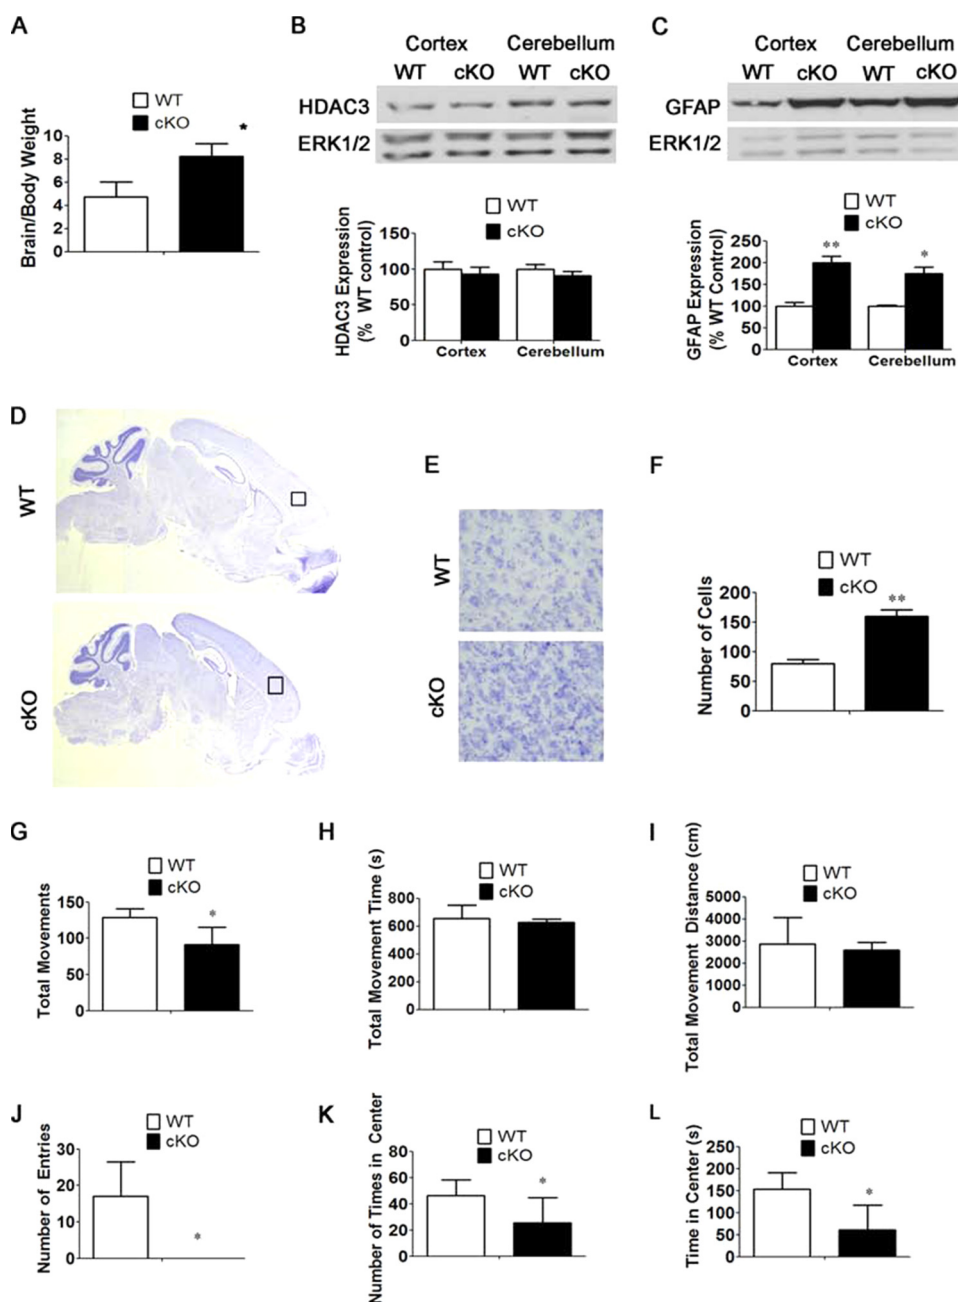 A
WT
cKO
*
10
8
6
4
2
0
Brain/Body Weight
B
Cortex Cerebellum
WT cKO WT cKO
HDAC3
ERK1/2
WT
cKO
150
100
50
0
HDAC3 Expression
(% WT control)
Cortex Cerebellum
C
Cortex Cerebellum
WT cKO WT cKO
GFAP
ERK1/2
WT
cKO
250
200
150
100
50
0
** *
GFAP Expression
(% WT Control)
Cortex Cerebellum
D
WT
cKO
E
WT
cKO
F
WT
cKO
**
200
150
100
50
0
Number of Cells
G
WT
cKO
*
150
100
50
0
Total Movements
H
WT
cKO
800
600
400
200
0
Total Movement Time (s)
I
WT
cKO
5000
4000
3000
2000
1000
0
Total Movement Distance (cm)
J
WT
cKO
30
20
10
0
*
Number of Entries
K
WT
cKO
*
80
60
40
20
0
Number of Times in Center
L
WT
cKO
*
250
200
150
100
50
0
Time in Center (s)